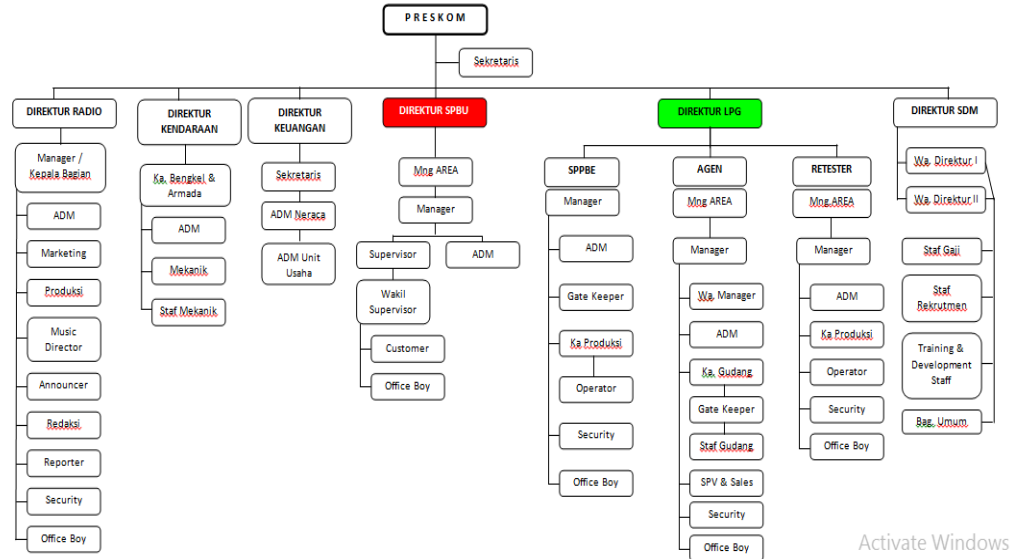 PRESKOM
Sekretaris
DIREKTUR RADIO
Manager /
Kepala Bagian
ADM
Marketing
Produksi
Music
Director
Announcer
Redaksi
Reporter
Security
Office Boy
DIREKTUR
KENDARAAN
Ka. Bengkel &
Armada
ADM
Mekanik
Staf Mekanik
DIREKTUR
KEUANGAN
Sekretaris
ADM Neraca
ADM Unit
Usaha
DIREKTUR SPBU
Mng AREA
Manager
Supervisor
ADM
Wakil
Supervisor
Customer
Office Boy
DIREKTUR LPG
SPPBE
Manager
ADM
Gate Keeper
Ka Produksi
Operator
Security
Office Boy
AGEN
Mng AREA
Manager
Wa. Manager
ADM
Ka. Gudang
Gate Keeper
Staf Gudang
SPV & Sales
Security
Office Boy
RETESTER
Mng.AREA
Manager
ADM
Ka Produksi
Operator
Security
Office Boy
DIREKTUR SDM
Wa. Direktur I
Wa. Direktur II
Staf Gaji
Staf
Rekrutmen
Training &
Development
Staff
Bag. Umum
Activate Windows